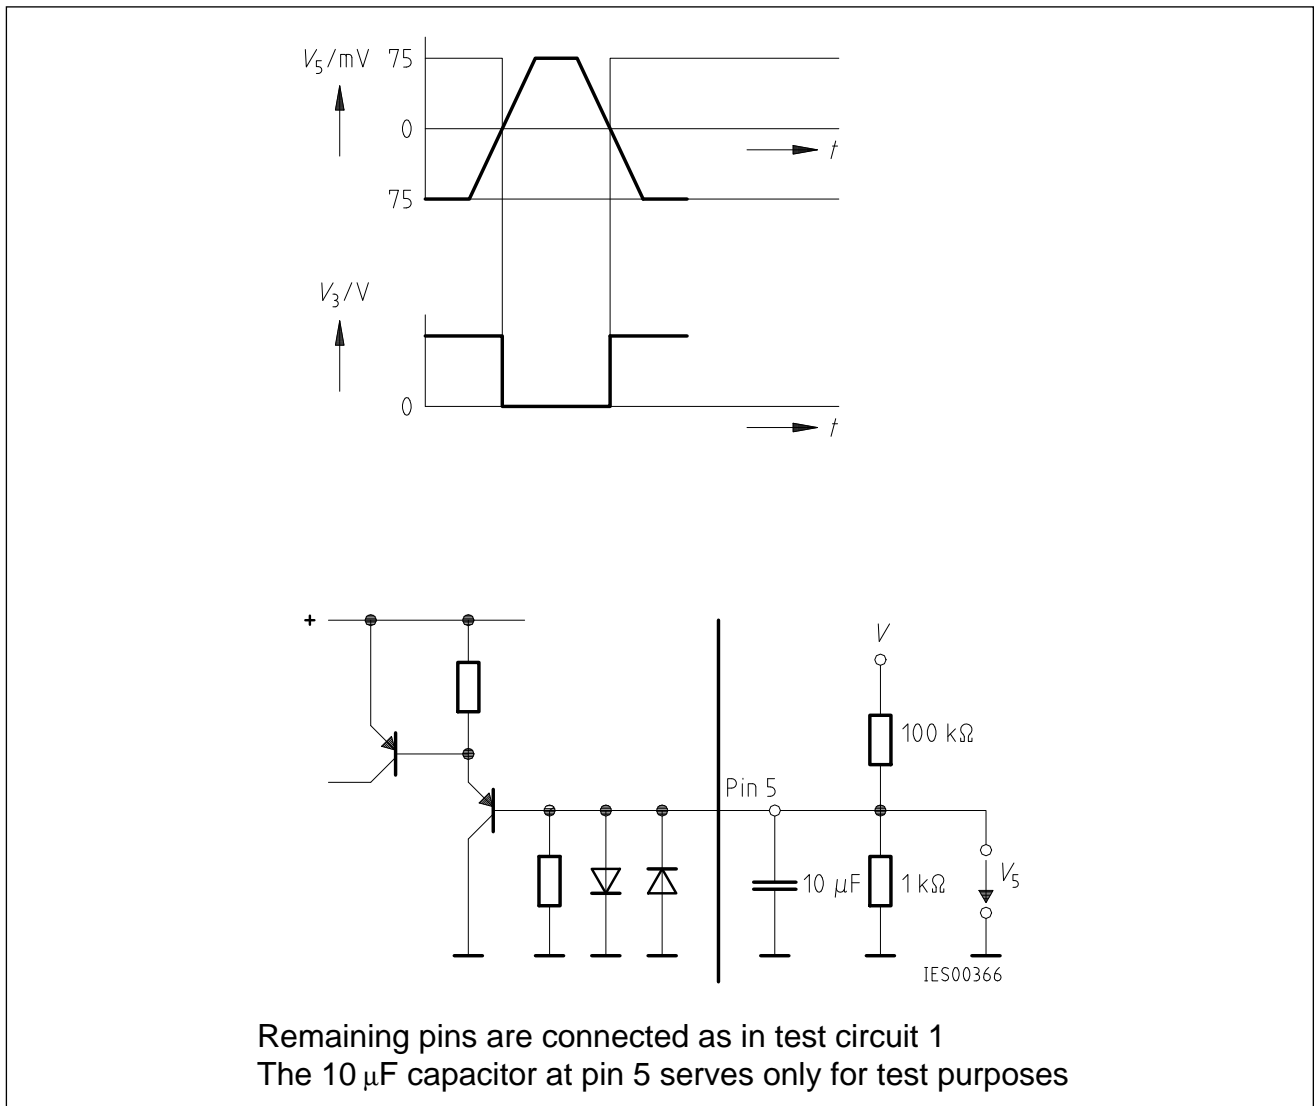 V5/mV
75
0
t
75
V3/V
0
t
+
V
100 kΩ
Pin 5
10 μF
1 kΩ
V5
IES00366
Remaining pins are connected as in test circuit 1
The 10 μF capacitor at pin 5 serves only for test purposes